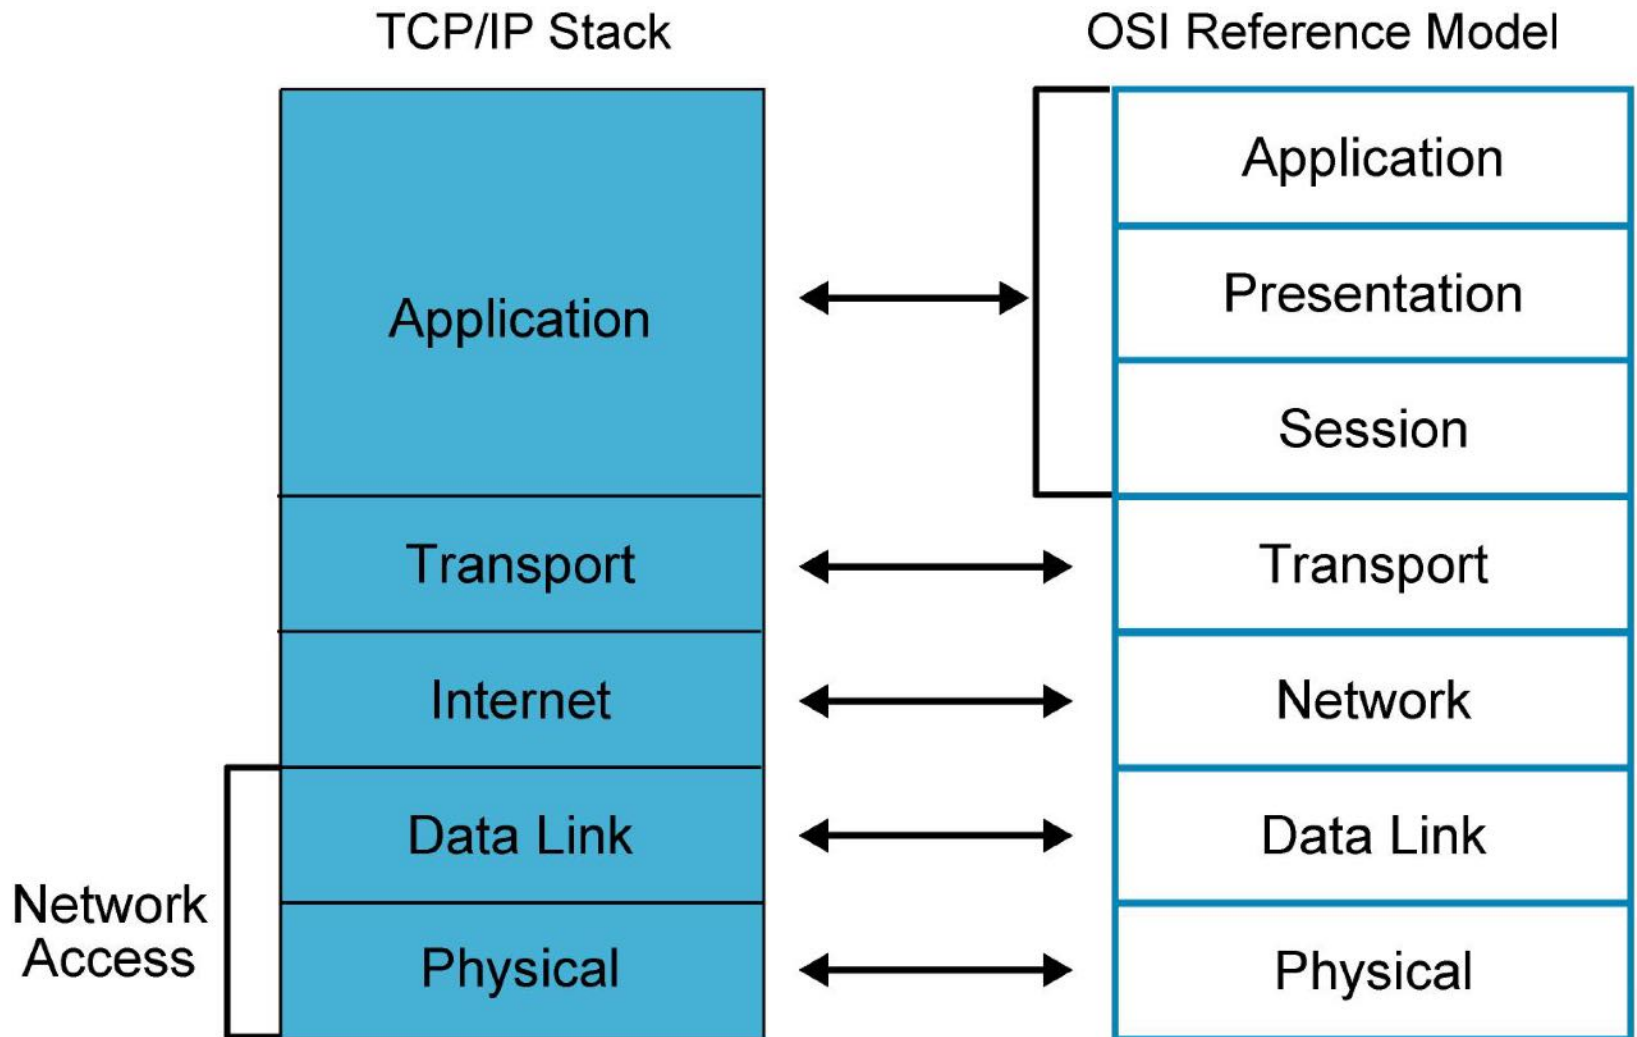 TCP/IP Stack
OSI Reference Model
Application
Transport
Internet
Data Link
Physical
Network
Access
Application
Presentation
Session
Transport
Network
Data Link
Physical